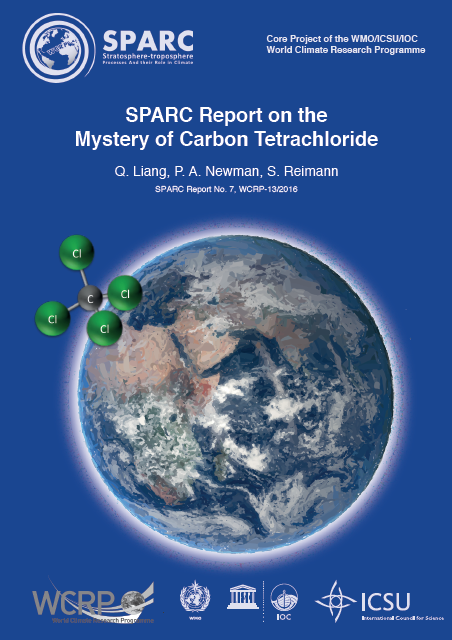 SPARC
Stratosphere-troposphere
Processes And their Role in Climate
Core Project of the WMO/ICSU/IOC
World Climate Research Programme
SPARC Report on the
Mystery of Carbon Tetrachloride
Q. Liang, P. A. Newman, S. Reimann
SPARC Report No. 7, WCRP-13/2016
Cl
Cl
C
Cl
Cl
WCRP
World Climate Research Programme
WMO
IOC
ICSU
International Council for Science